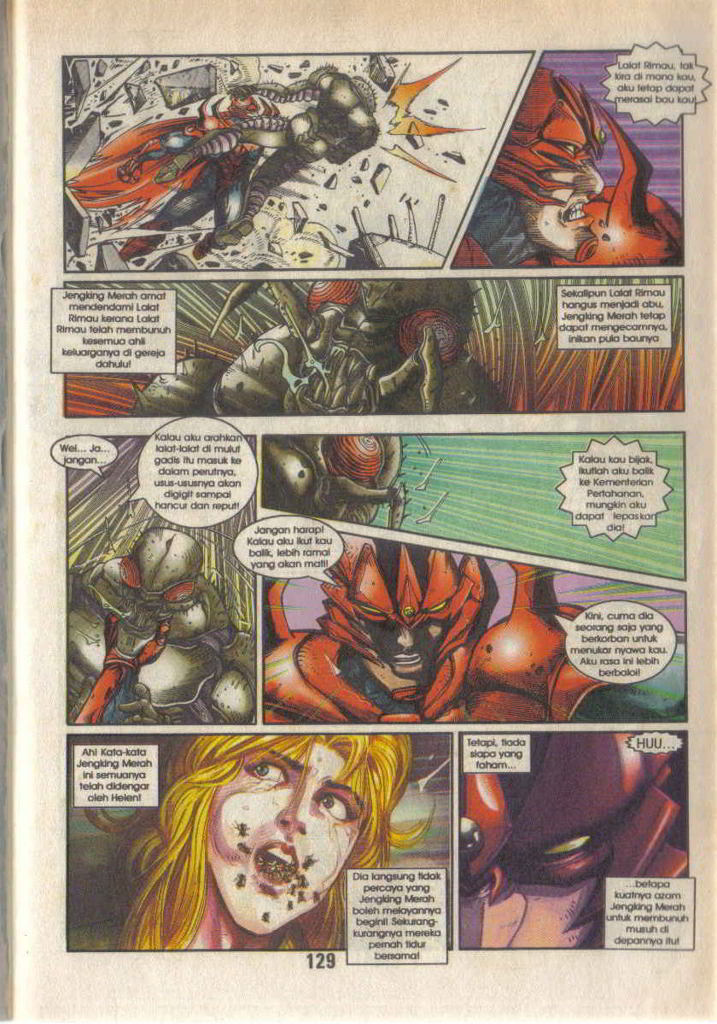 Lalat Rimau, tak
kira di mana kau,
aku tetap dapat
merasai bau kau!
Jengking Merah amat
mendendami Lalat
Rimau kerana Lalat
Rimau telah membunuh
kesemua ahli
keluarganya di gereja
dahulu!
Sekalipun Lalat Rimau
hangus menjadi abu,
Jengking Merah tetap
dapat mengecamnya,
inikan pula baunya
Wei... Ja...
jangan...
Kalau aku arahkan
lalat-lalat di mulut
gadis itu masuk ke
dalam perutnya,
usus-ususnya akan
digigit sampai
hancur dan reput!
Kalau kau bijak,
ikutlah aku balik
ke Kementerian
Pertahanan,
mungkin aku
dapat lepaskan
dia!
Jangan harap!
Kalau aku ikut kau
balik, lebih ramai
yang akan mati!
Kini, cuma dia
seorang saja yang
berkorban untuk
menukar nyawa kau.
Aku rasa ini lebih
berbaloi!
Ah! Kata-kata
Jengking Merah
ini semuanya
telah didengar
oleh Helen!
Dia langsung tidak
percaya yang
Jengking Merah
boleh melayannya
begini! Sekurang-
kurangnya mereka
pernah tidur
bersama!
Tetapi, tiada
siapa yang
faham...
HUU...
...betapa
kuatnya azam
Jengking Merah
untuk membunuh
musuh di
depannya itu!
129